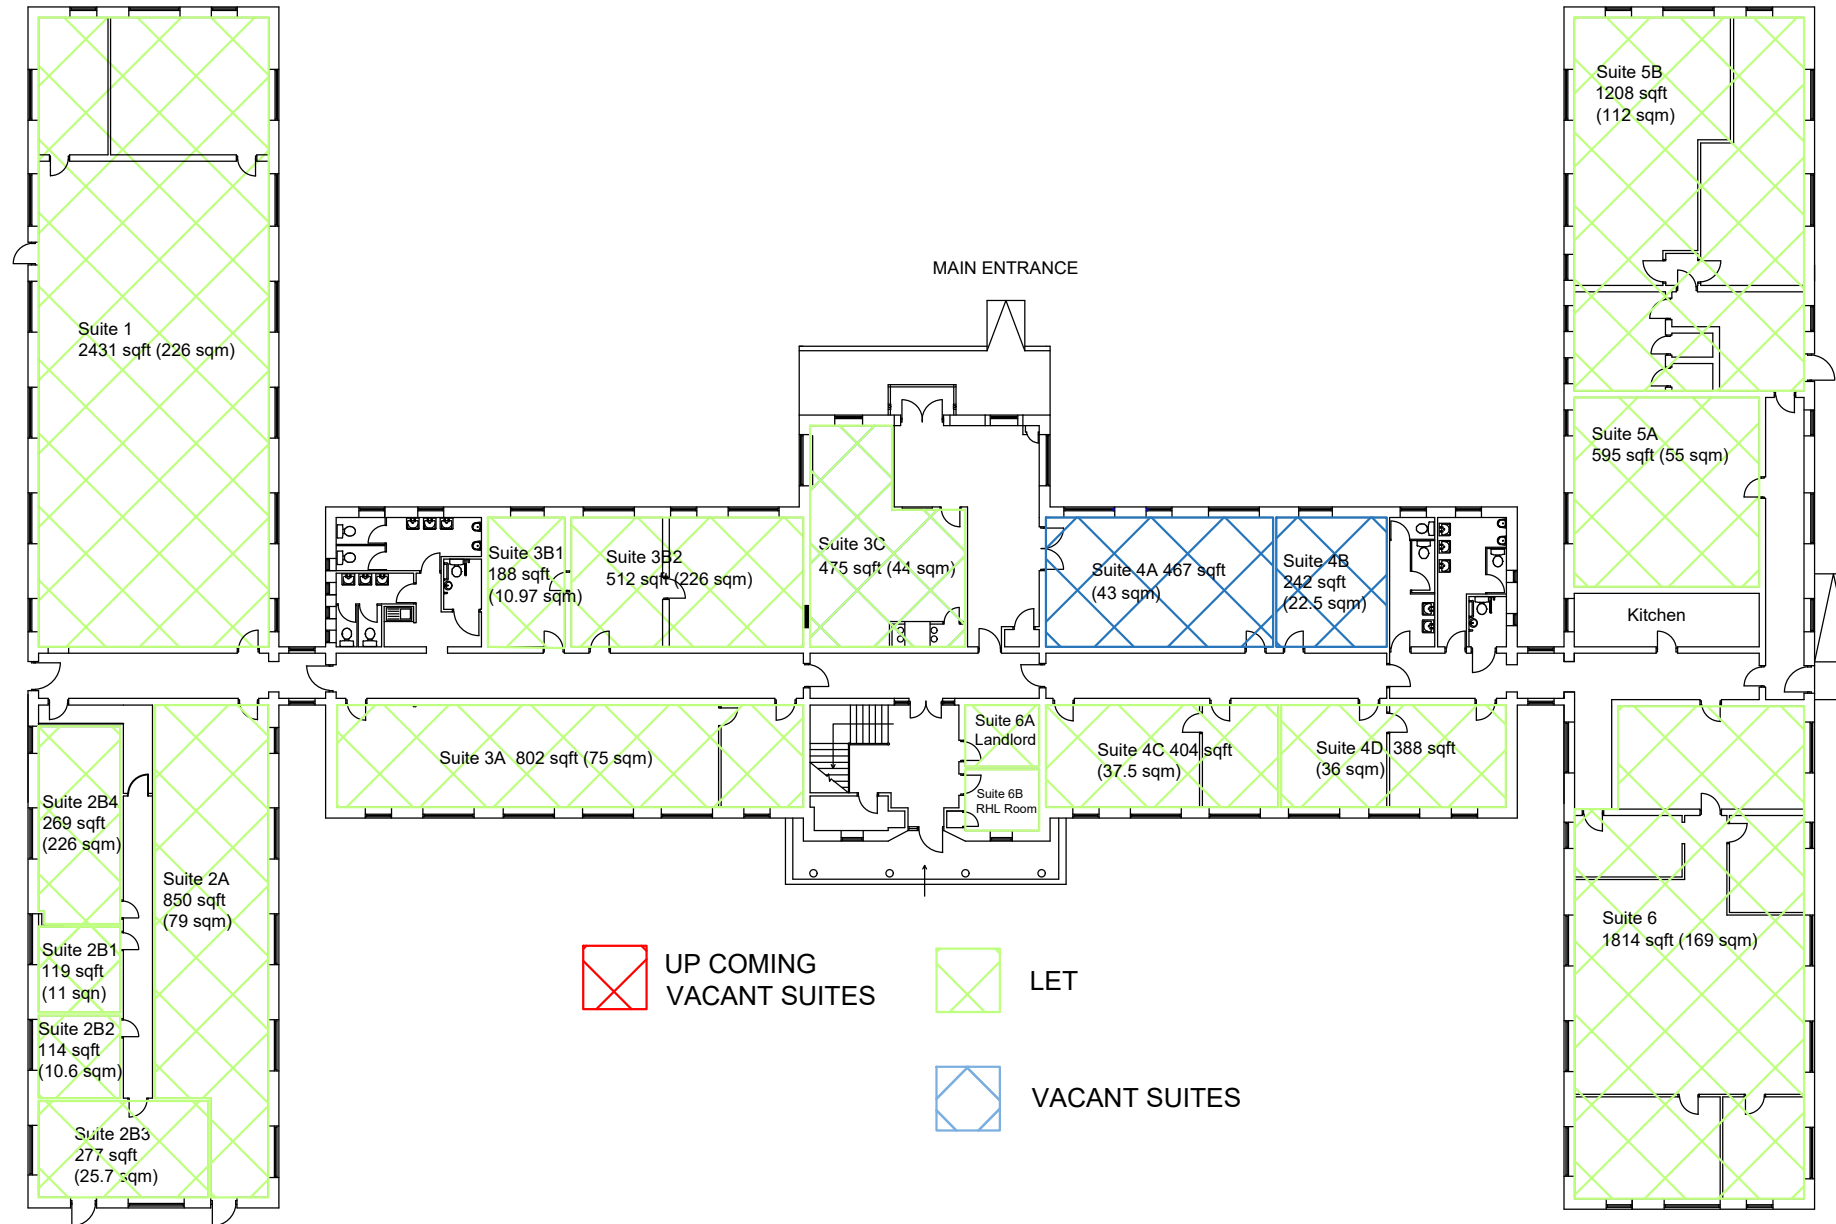 Suite 5B
1208 sqft
(112 sqm)
MAIN ENTRANCE
Suite 1
2431 sqft (226 sqm)
Suite 5A
595 sqft (55 sqm)
Suite 3B1
188 sqft
(10.97 sqm)
Suite 3B2
512 sqft (226 sqm)
Suite 3C
475 sqft (44 sqm)
Suite 4A 467 sqft
(43 sqm)
Suite 4B
242 sqft
(22.5 sqm)
Kitchen
Suite 3A 802 sqft (75 sqm)
Suite 6A
Landlord
Suite 6B
RHL Room
Suite 4C 404 sqft
(37.5 sqm)
Suite 4D 388 sqft
(36 sqm)
Suite 2B4
269 sqft
(226 sqm)
Suite 2A
850 sqft
(79 sqm)
Suite 2B1
119 sqft
(11 sqn)
Suite 2B2
114 sqft
(10.6 sqm)
Suite 2B3
277 sqft
(25.7 sqm)
Suite 6
1814 sqft (169 sqm)
UP COMING
VACANT SUITES
LET
VACANT SUITES